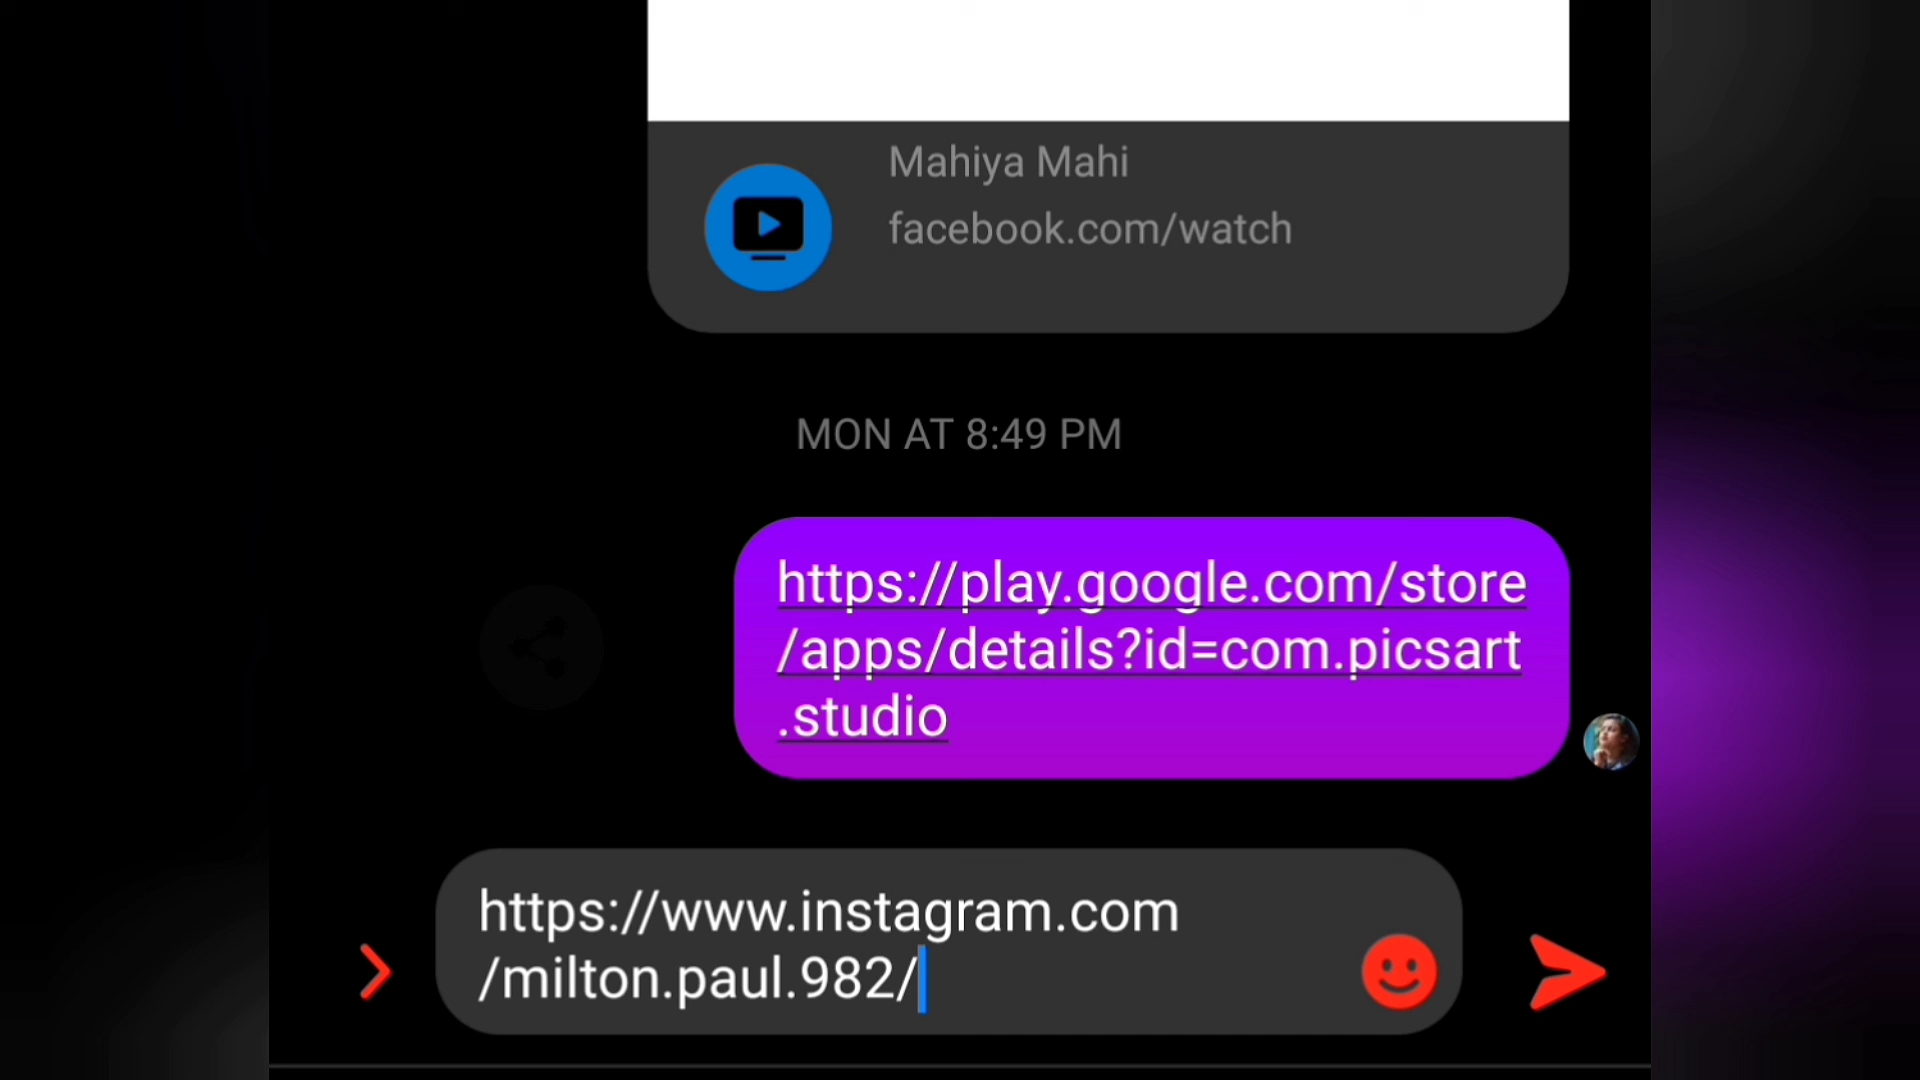 Mahiya Mahi
facebook.com/watch
MON AT 8:49 PM
https://play.google.com/store
/apps/details?id=com.picsart
.studio
https://www.instagram.com
/milton.paul.982/